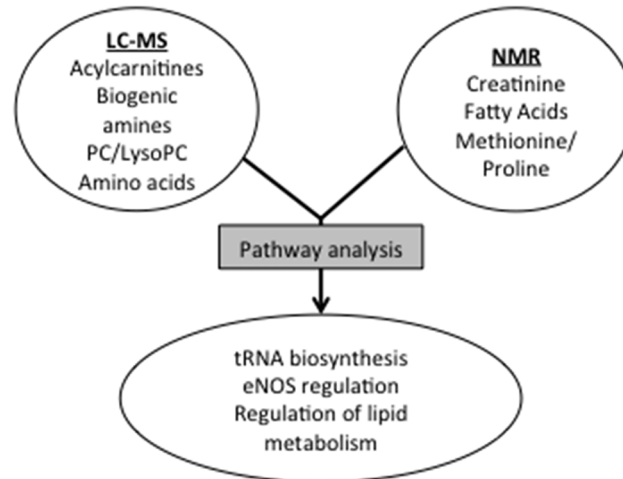 LC-MS
Acylcarnitines
Biogenic
amines
PC/LysoPC
Amino acids
NMR
Creatinine
Fatty Acids
Methionine/
Proline
Pathway analysis
tRNA biosynthesis
eNOS regulation
Regulation of lipid
metabolism